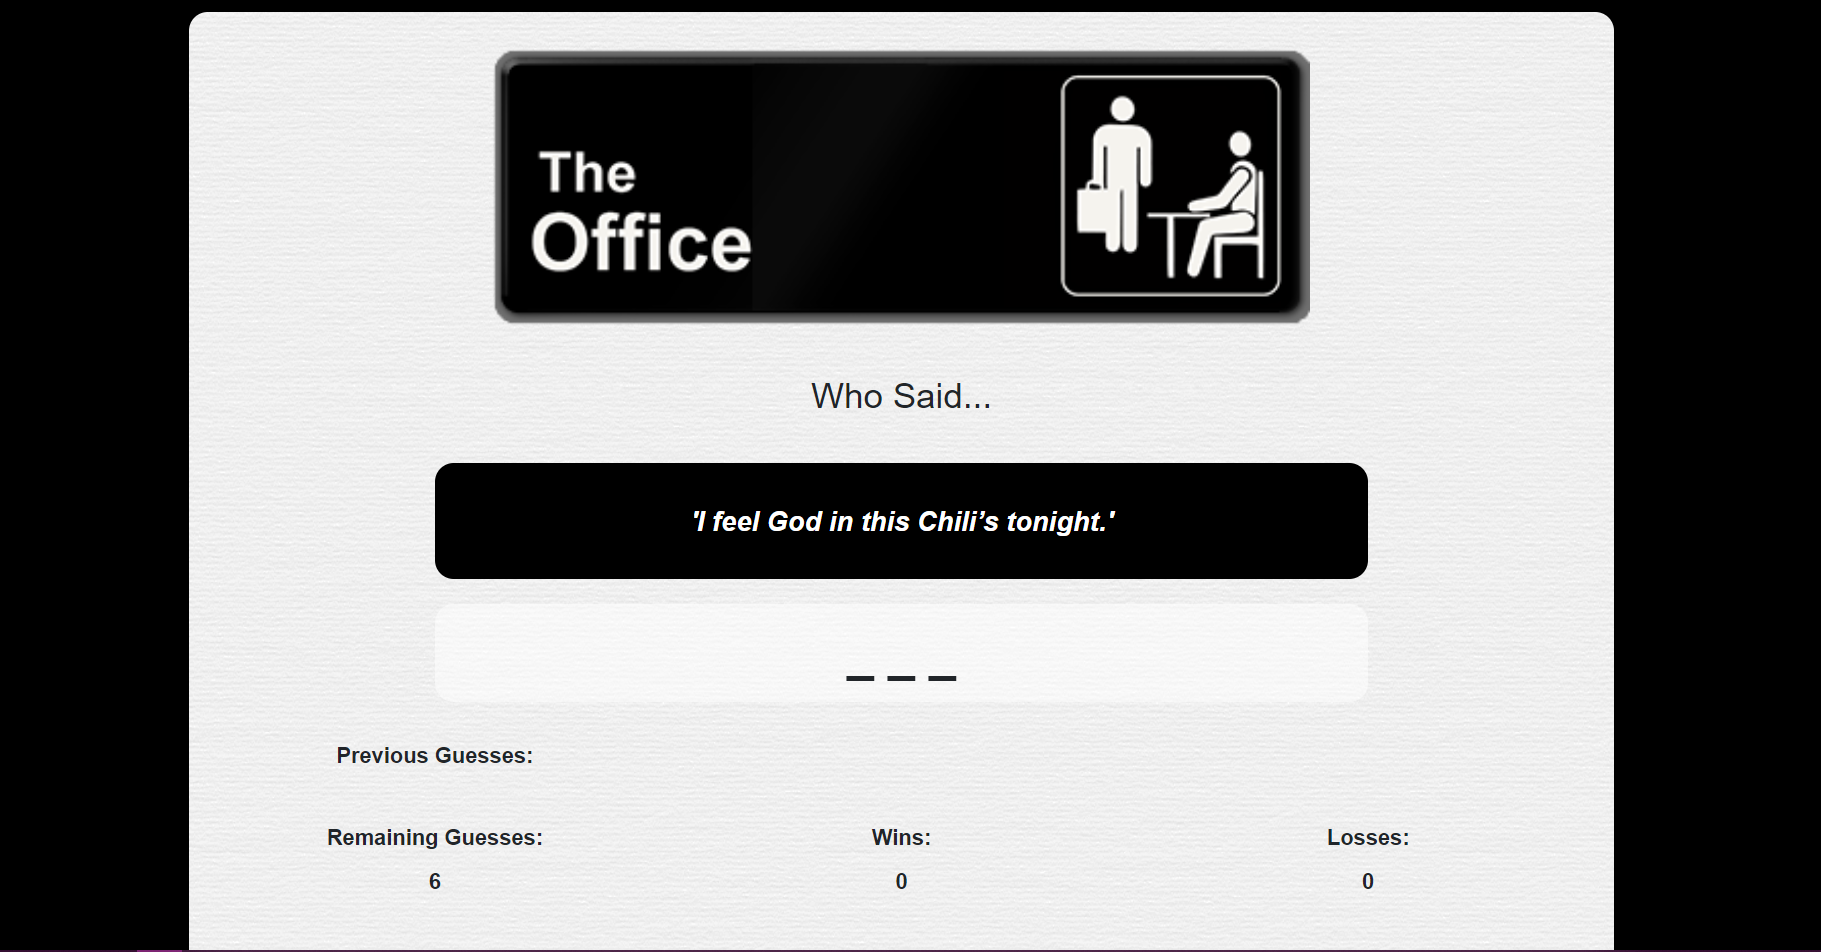 The
Office
Who Said...
'I feel God in this Chili’s tonight.'
_ _ _
Previous Guesses:
Remaining Guesses:
Wins:
Losses:
6
0
0